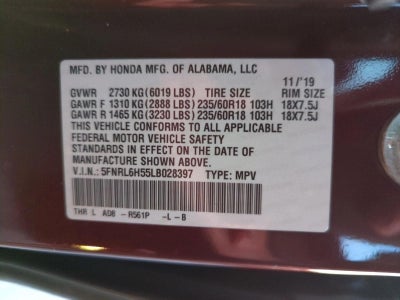 MFD. BY HONDA MFG. OF ALABAMA, LLC
11/'19
GVWR 2730 KG (6019 LBS) TIRE SIZE RIM SIZE
GAWR F 1310 KG (2888 LBS) 235/60R18 103H 18X7.5J
GAWR R 1465 KG (3230 LBS) 235/60R18 103H 18X7.5J
THIS VEHICLE CONFORMS TO ALL APPLICABLE
FEDERAL MOTOR VEHICLE SAFETY
STANDARDS IN EFFECT ON THE DATE OF
MANUFACTURE SHOWN ABOVE.
V.I.N.: 5FNRL6H55LB028397 TYPE: MPV
THR L AD8 - R561P -L - B